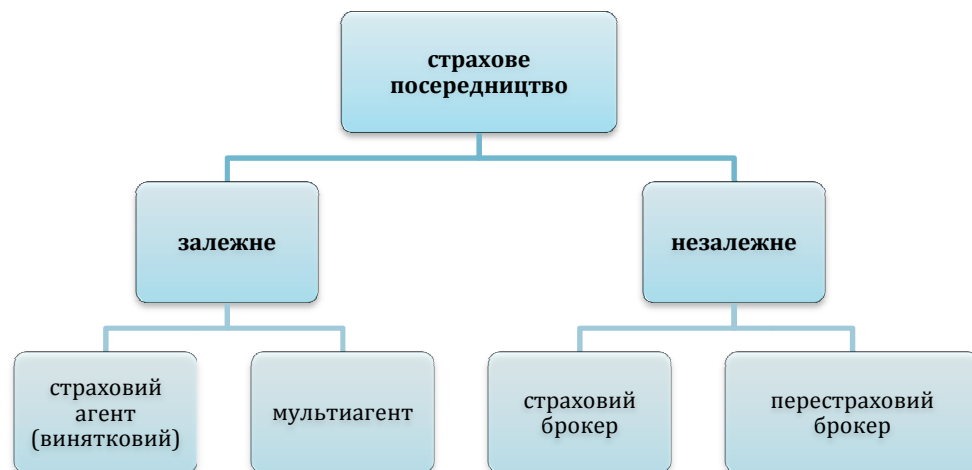 страхове
посередництво
залежне
незалежне
страховий
агент
(винятковий)
мультиагент
страховий
брокер
перестраховий
брокер